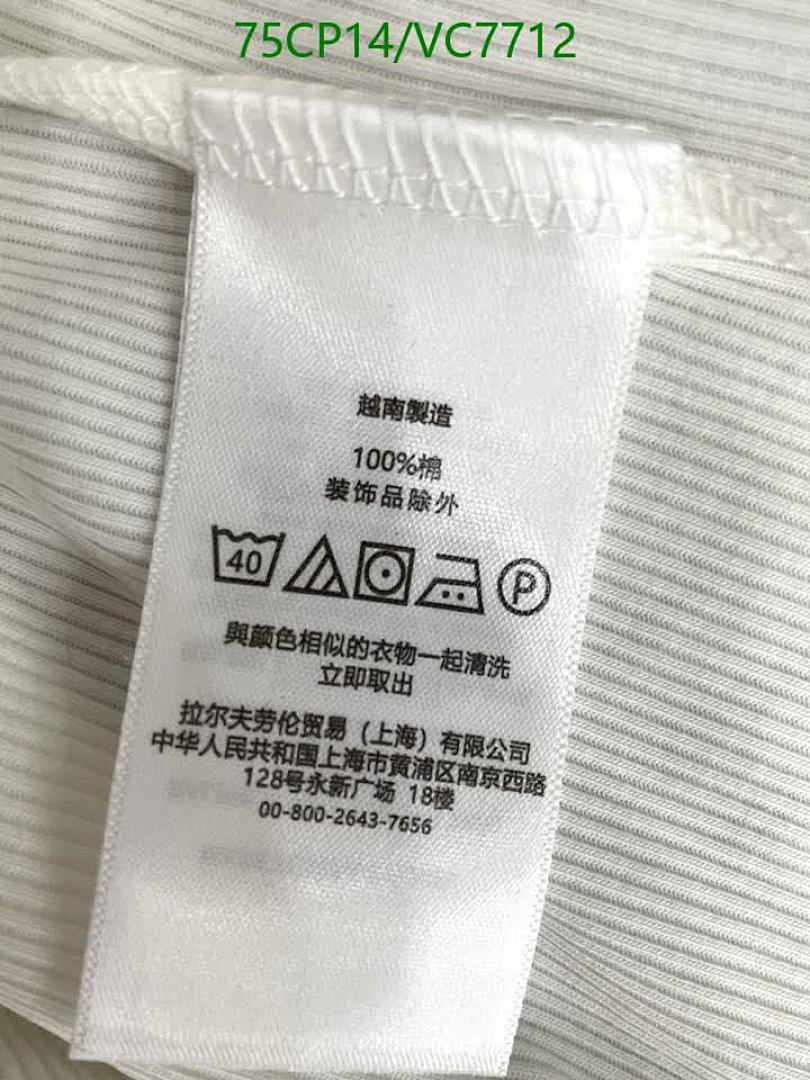 75CP14/VC7712
越南製造
100%棉
装饰品除外
40
P
與颜色相似的衣物一起清洗
立即取出
拉尔夫劳伦贸易（上海）有限公司
中华人民共和国上海市黄浦区南京西路
128号永新广场 18楼
00-800-2643-7656